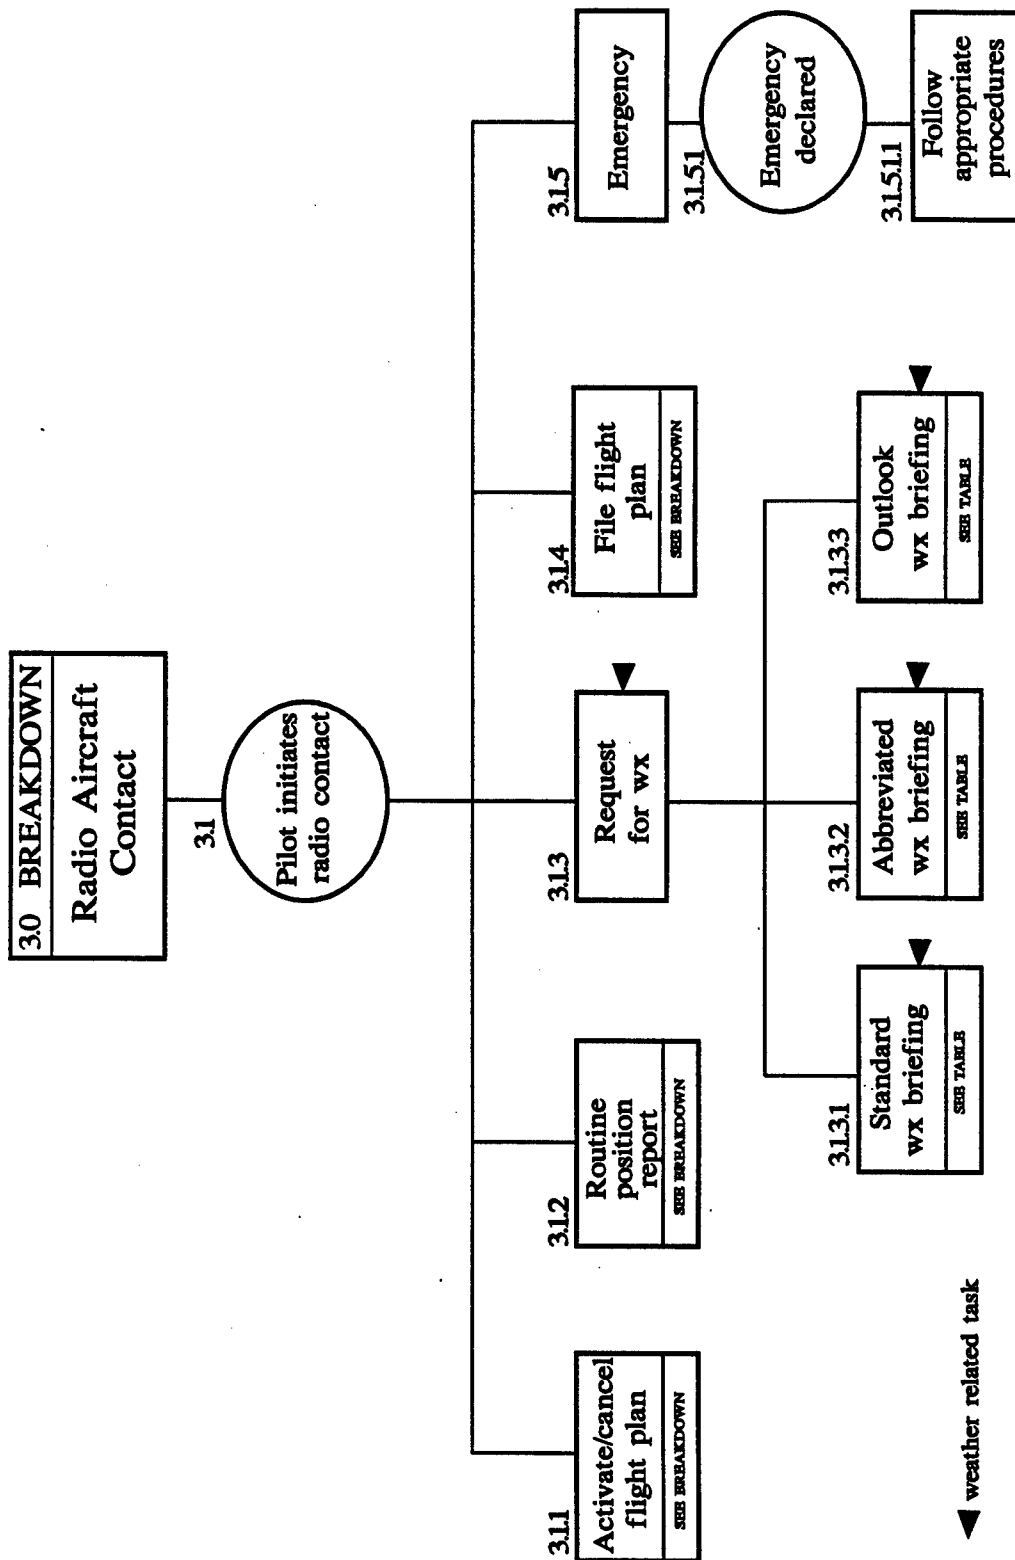 3.0 BREAKDOWN
Radio Aircraft
Contact
3.1
Pilot initiates
radio contact
3.1.1
Activate/cancel
flight plan
SEE BREAKDOWN
3.1.2
Routine
position
report
SEE BREAKDOWN
3.1.3
Request
for wx
3.1.4
File flight
plan
SEE BREAKDOWN
3.1.5
Emergency
3.1.5.1
Emergency
declared
3.1.5.1.1
Follow
appropriate
procedures
3.1.3.1
Standard
wx briefing
SEE TABLE
3.1.3.2
Abbreviated
wx briefing
SEE TABLE
3.1.3.3
Outlook
wx briefing
SEE TABLE
weather related task